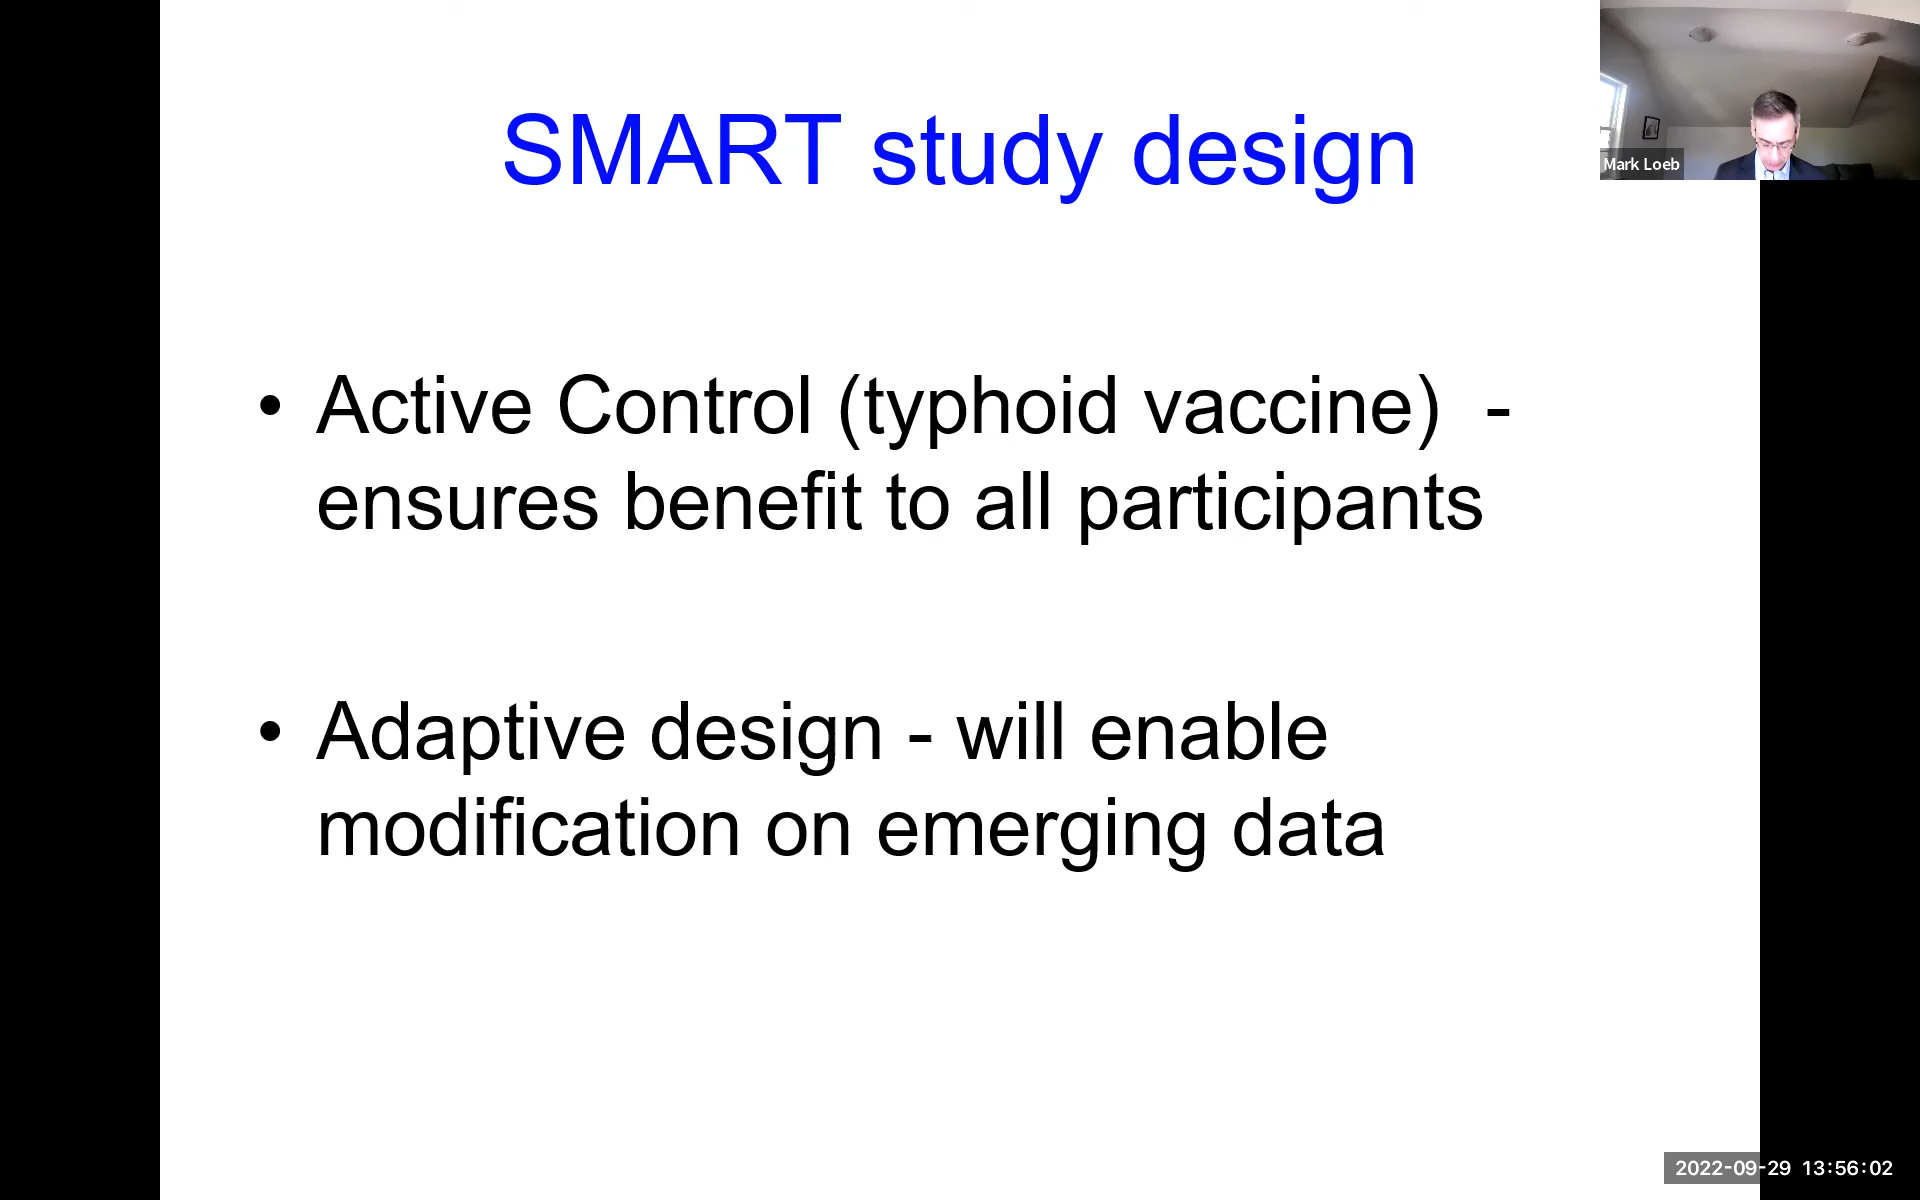 SMART study design
Mark Loeb
• Active Control (typhoid vaccine)  -
ensures benefit to all participants
• Adaptive design - will enable
modification on emerging data
2022-09-29 13:56:02